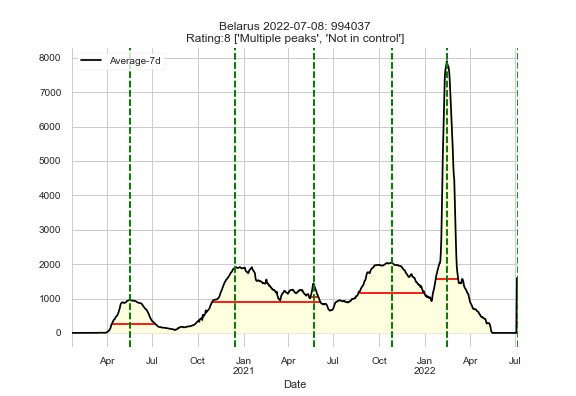 Belarus 2022-07-08: 994037
Rating:8 ['Multiple peaks', 'Not in control']
Average-7d
8000
7000
6000
5000
4000
3000
2000
1000
0
Apr Jul Oct Jan Apr Jul Oct Jan Apr Jul
2021 2022
Date